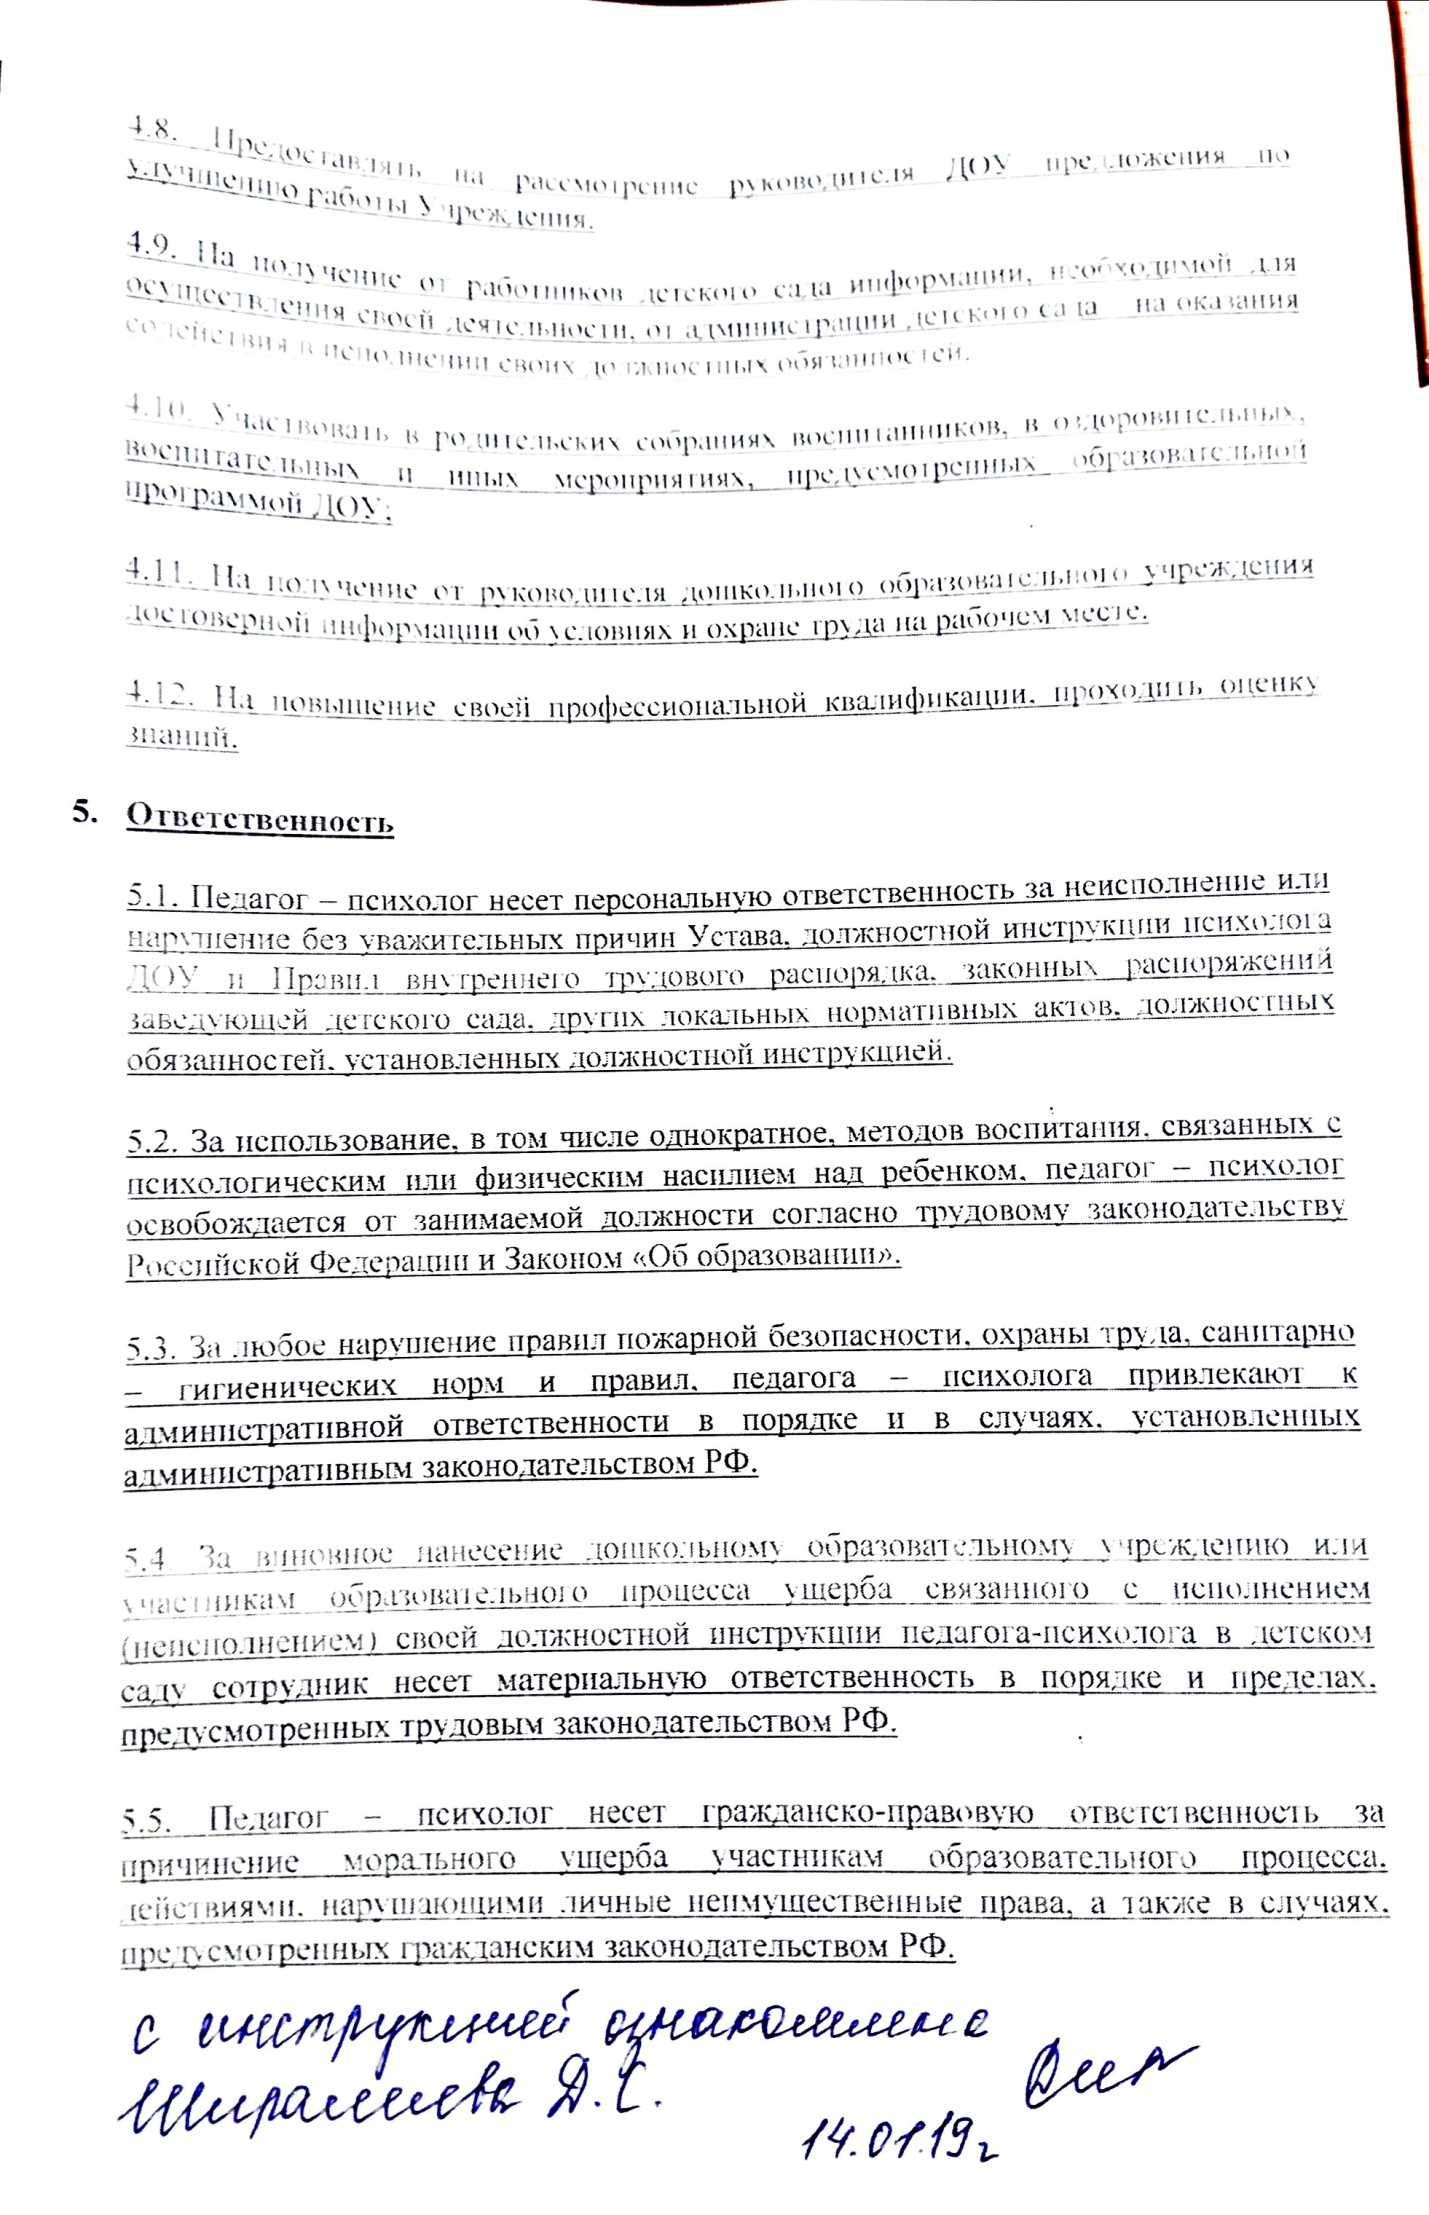 4.8. Предоставлять на рассмотрение руководителя ДОУ предложения по
улучшению работы Учреждения.
4.9. На получение от работников детского сада информации, необходимой для
осуществления своей деятельности, от администрации детского сада на оказания
содействия в исполнении своих должностных обязанностей.
4.10. Участвовать в родительских собраниях воспитанников, в оздоровительных,
воспитательных и иных мероприятиях, предусмотренных образовательной
программой ДОУ;
4.11. На получение от руководителя дошкольного образовательного учреждения
достоверной информации об условиях и охране труда на рабочем месте.
4.12. На повышение своей профессиональной квалификации, проходить оценку
знаний.
5. Ответственность
5.1. Педагог – психолог несет персональную ответственность за неисполнение или
нарушение без уважительных причин Устава, должностной инструкции психолога
ДОУ и Правил внутреннего трудового распорядка, законных распоряжений
заведующей детского сада, других локальных нормативных актов, должностных
обязанностей, установленных должностной инструкцией.
5.2. За использование, в том числе однократное, методов воспитания, связанных с
психологическим или физическим насилием над ребенком, педагог – психолог
освобождается от занимаемой должности согласно трудовому законодательству
Российской Федерации и Законом «Об образовании».
5.3. За любое нарушение правил пожарной безопасности, охраны труда, санитарно
– гигиенических норм и правил, педагога – психолога привлекают к
административной ответственности в порядке и в случаях, установленных
административным законодательством РФ.
5.4. За виновное нанесение дошкольному образовательному учреждению или
участникам образовательного процесса ущерба связанного с исполнением
(неисполнением) своей должностной инструкции педагога-психолога в детском
саду сотрудник несет материальную ответственность в порядке и пределах,
предусмотренных трудовым законодательством РФ.
5.5. Педагог – психолог несет гражданско-правовую ответственность за
причинение морального ущерба участникам образовательного процесса,
действиями, нарушающими личные неимущественные права, а также в случаях,
предусмотренных гражданским законодательством РФ.
с инструкцией ознакомлена
Д.С.
14.01.19г